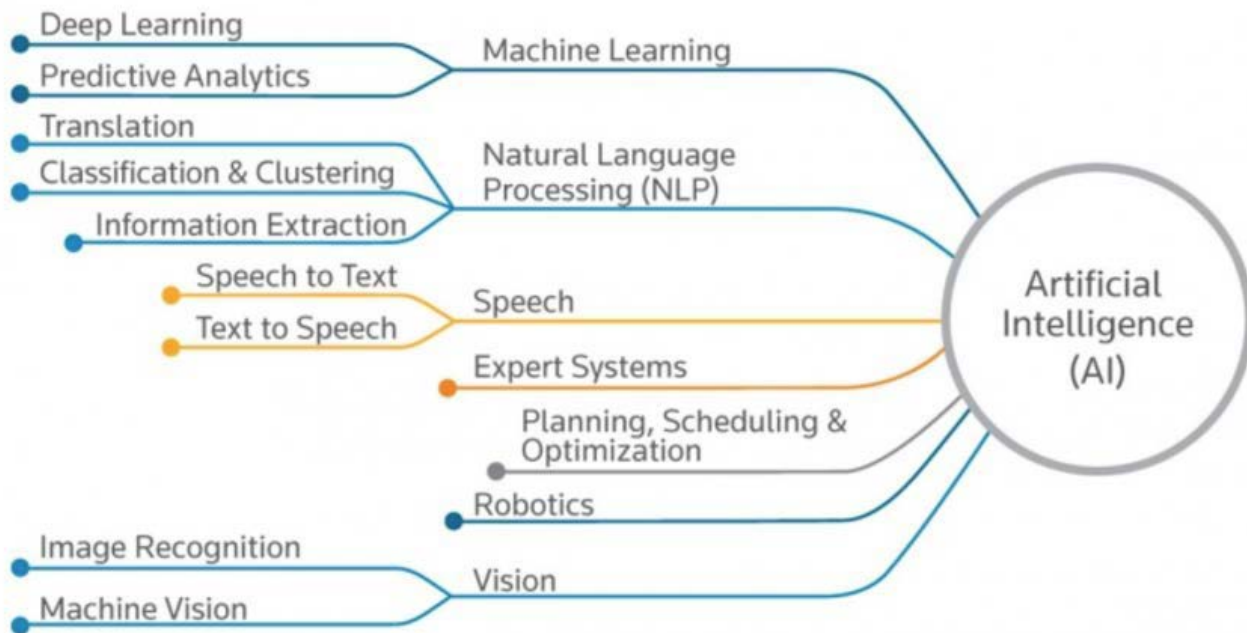 Deep Learning
Machine Learning
Predictive Analytics
Translation
Natural Language
Processing (NLP)
Classification & Clustering
Information Extraction
Speech to Text
Speech
Text to Speech
Expert Systems
Planning, Scheduling &
Optimization
Robotics
Image Recognition
Vision
Machine Vision
Artificial
Intelligence
(AI)